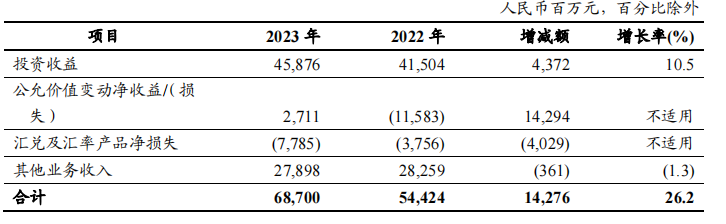 人民币百万元，百分比除外
项目 2023 年 2022 年 增减额 增长率(%)
投资收益 45,876 41,504 4,372 10.5
公允价值变动净收益/（损
失） 2,711 (11,583) 14,294 不适用
汇兑及汇率产品净损失 (7,785) (3,756) (4,029) 不适用
其他业务收入 27,898 28,259 (361) (1.3)
合计 68,700 54,424 14,276 26.2